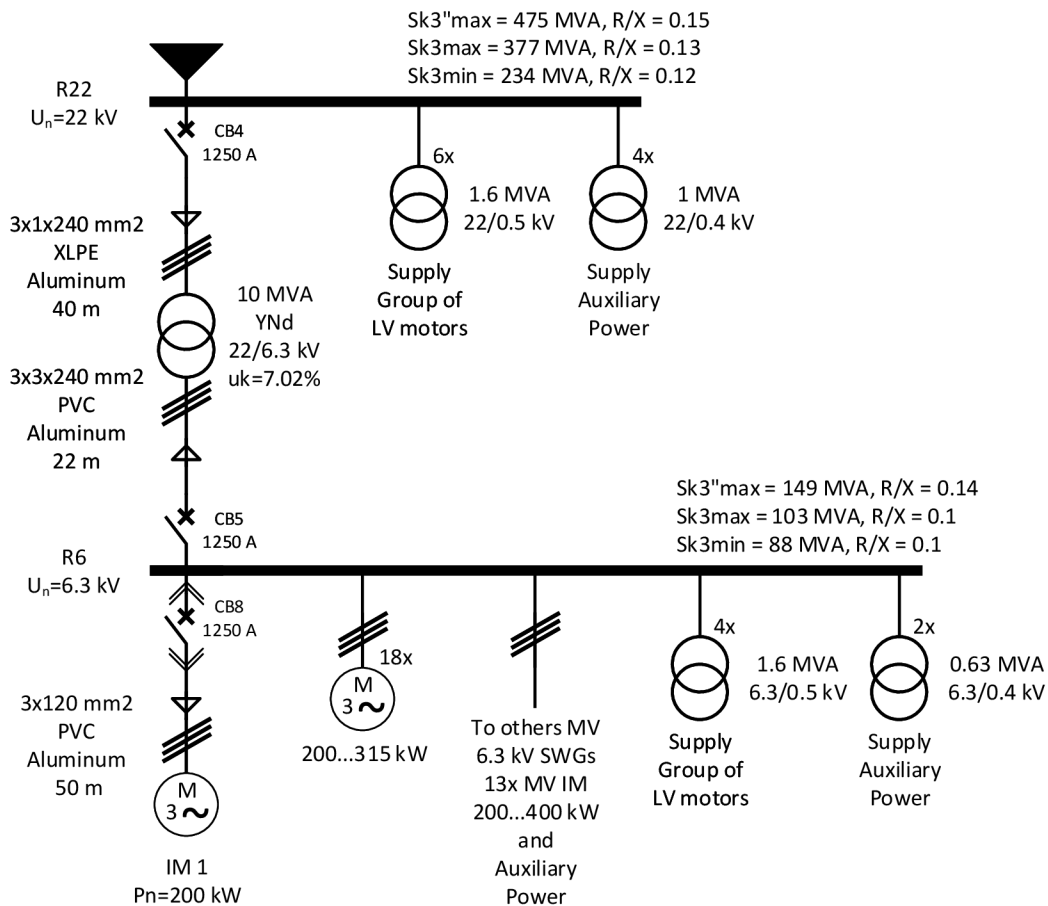 Sk3"max = 475 MVA, R/X = 0.15
Sk3max = 377 MVA, R/X = 0.13
Sk3min = 234 MVA, R/X = 0.12
R22
Un=22 kV
CB4
1250 A
6x
1.6 MVA
22/0.5 kV
Supply
Group of
LV motors
4x
1 MVA
22/0.4 kV
Supply
Auxiliary
Power
3x1x240 mm2
XLPE
Aluminum
40 m
10 MVA
YNd
22/6.3 kV
uk=7.02%
3x3x240 mm2
PVC
Aluminum
22 m
Sk3"max = 149 MVA, R/X = 0.14
Sk3max = 103 MVA, R/X = 0.1
Sk3min = 88 MVA, R/X = 0.1
CB5
1250 A
R6
Un=6.3 kV
CB8
1250 A
3x120 mm2
PVC
Aluminum
50 m
M
3~
IM 1
Pn=200 kW
18x
M
3~
200...315 kW
To others MV
6.3 kV SWGs
13x MV IM
200...400 kW
and
Auxiliary
Power
4x
1.6 MVA
6.3/0.5 kV
Supply
Group of
LV motors
2x
0.63 MVA
6.3/0.4 kV
Supply
Auxiliary
Power